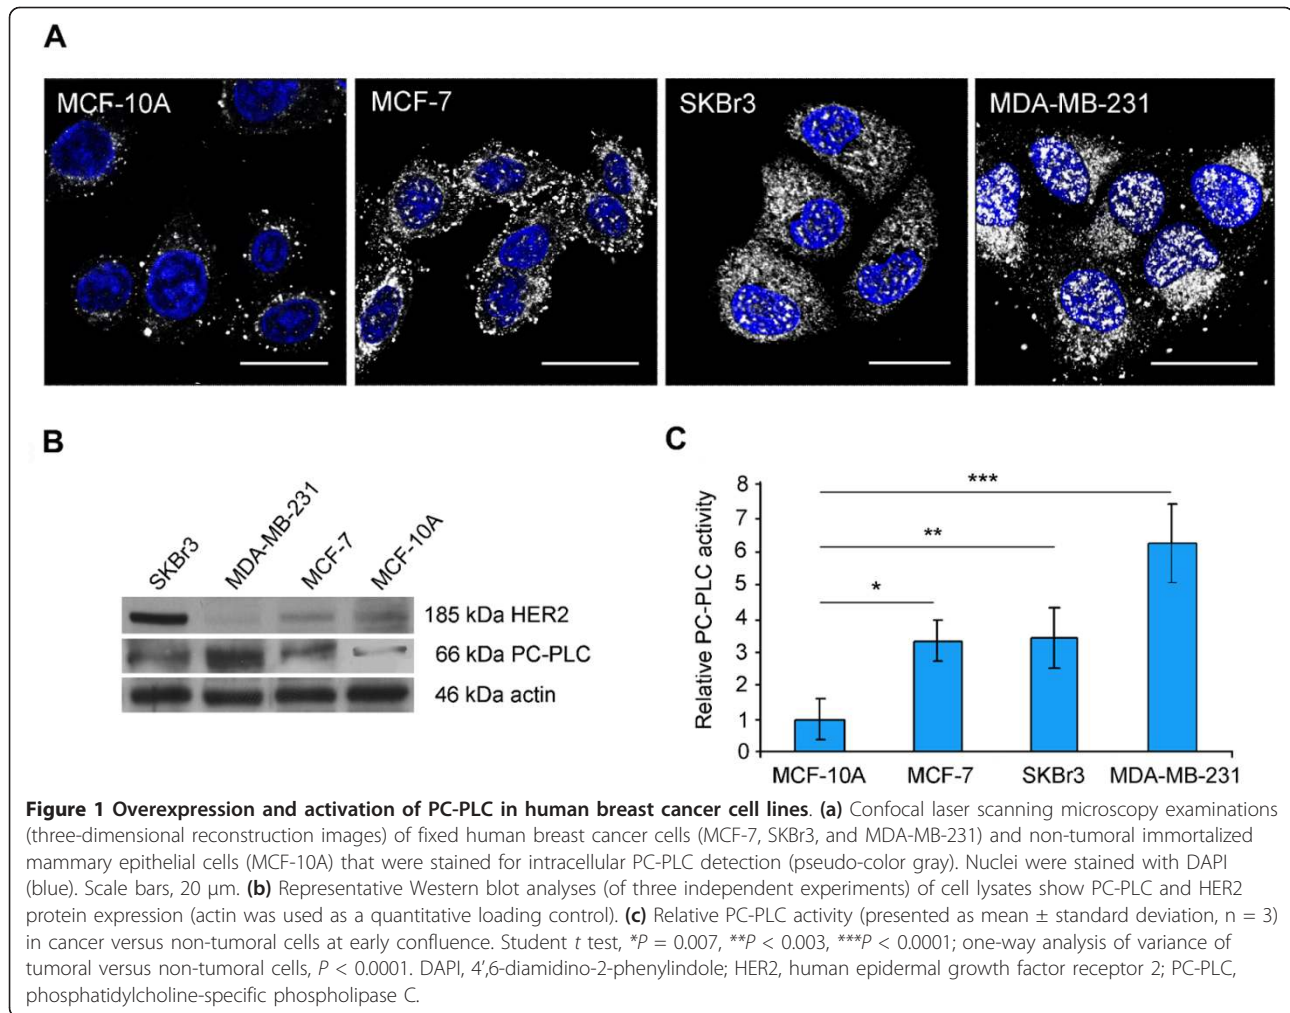 A
MCF-10A
MCF-7
SKBr3
MDA-MB-231
B
SKBr3
MDA-MB-231
MCF-7
MCF-10A
185 kDa HER2
66 kDa PC-PLC
46 kDa actin
C
Relative PC-PLC activity
8
7
6
5
4
3
2
1
0
***
**
*
MCF-10A
MCF-7
SKBr3
MDA-MB-231
Figure 1 Overexpression and activation of PC-PLC in human breast cancer cell lines. (a) Confocal laser scanning microscopy examinations
(three-dimensional reconstruction images) of fixed human breast cancer cells (MCF-7, SKBr3, and MDA-MB-231) and non-tumoral immortalized
mammary epithelial cells (MCF-10A) that were stained for intracellular PC-PLC detection (pseudo-color gray). Nuclei were stained with DAPI
(blue). Scale bars, 20 μm. (b) Representative Western blot analyses (of three independent experiments) of cell lysates show PC-PLC and HER2
protein expression (actin was used as a quantitative loading control). (c) Relative PC-PLC activity (presented as mean ± standard deviation, n = 3)
in cancer versus non-tumoral cells at early confluence. Student t test, *P = 0.007, **P < 0.003, ***P < 0.0001; one-way analysis of variance of
tumoral versus non-tumoral cells, P < 0.0001. DAPI, 4',6-diamidino-2-phenylindole; HER2, human epidermal growth factor receptor 2; PC-PLC,
phosphatidylcholine-specific phospholipase C.